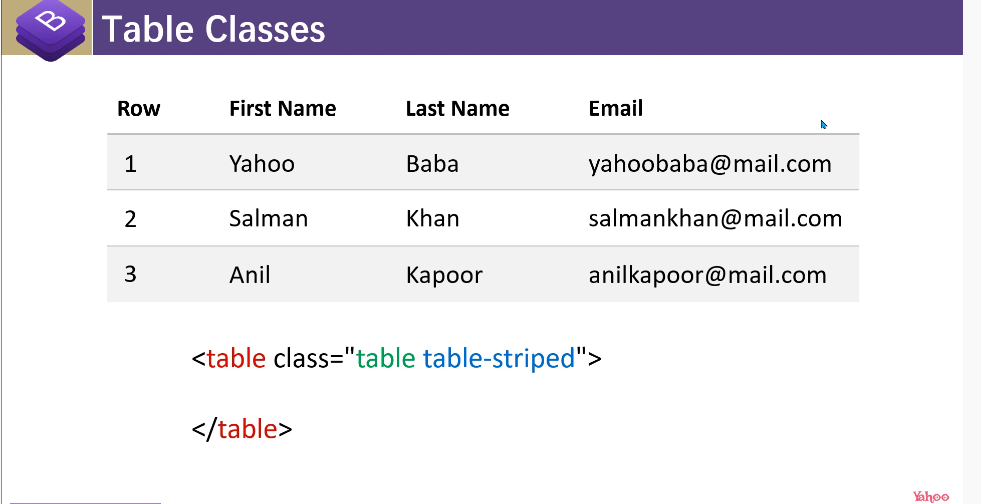 B
Table Classes
Row First Name Last Name Email
1 Yahoo Baba yahoobaba@mail.com
2 Salman Khan salmankhan@mail.com
3 Anil Kapoor anilkapoor@mail.com
<table class="table table-striped">
</table>
Yahoo